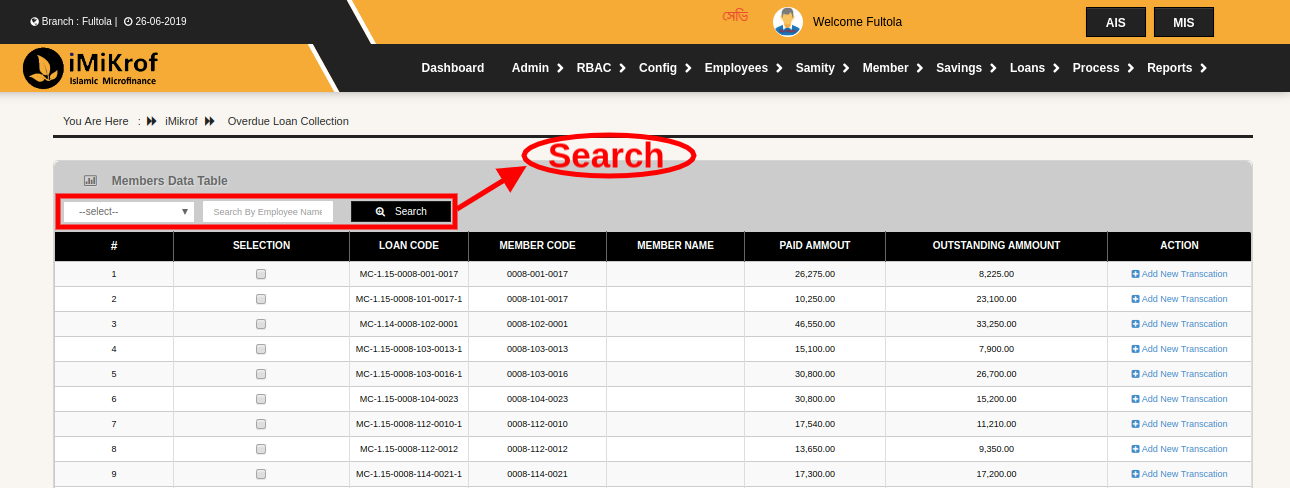 Branch : Fultola | 26-06-2019
সেভি
Welcome Fultola
AIS MIS
iMiKrof
Islamic Microfinance
Dashboard Admin RBAC Config Employees Samity Member Savings Loans Process Reports
You Are Here : iMikrof Overdue Loan Collection
Search
Members Data Table
--select-- Search By Employee Name Search
# SELECTION LOAN CODE MEMBER CODE MEMBER NAME PAID AMMOUT OUTSTANDING AMMOUNT ACTION
1 MC-1.15-0008-001-0017 0008-001-0017 26,275.00 8,225.00 Add New Transcation
2 MC-1.15-0008-101-0017-1 0008-101-0017 10,250.00 23,100.00 Add New Transcation
3 MC-1.14-0008-102-0001 0008-102-0001 46,550.00 33,250.00 Add New Transcation
4 MC-1.15-0008-103-0013-1 0008-103-0013 15,100.00 7,900.00 Add New Transcation
5 MC-1.15-0008-103-0016-1 0008-103-0016 30,800.00 26,700.00 Add New Transcation
6 MC-1.15-0008-104-0023 0008-104-0023 30,800.00 15,200.00 Add New Transcation
7 MC-1.15-0008-112-0010-1 0008-112-0010 17,540.00 11,210.00 Add New Transcation
8 MC-1.15-0008-112-0012 0008-112-0012 13,650.00 9,350.00 Add New Transcation
9 MC-1.15-0008-114-0021-1 0008-114-0021 17,300.00 17,200.00 Add New Transcation